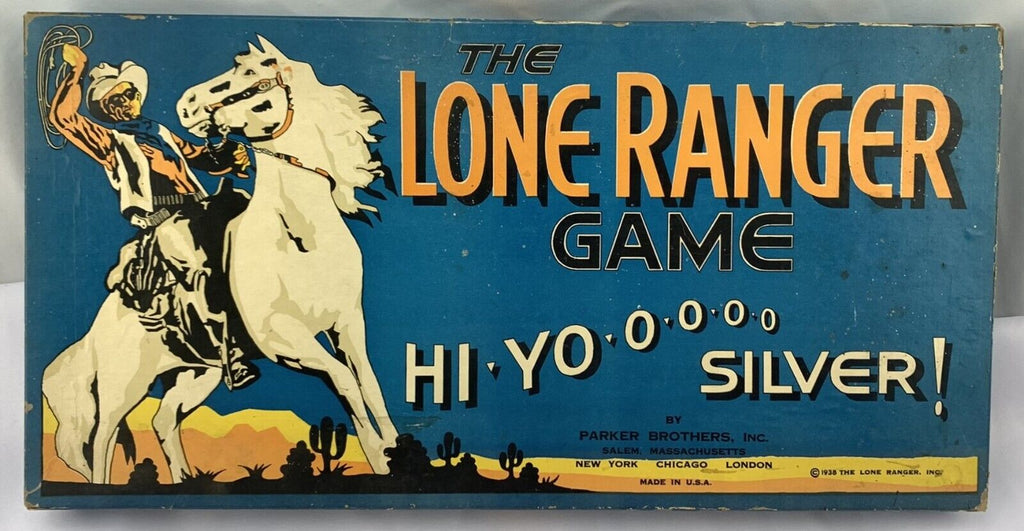 THE
LONE RANGER
GAME
HI-YO-O-O-O-O
SILVER!
BY
PARKER BROTHERS, INC.
SALEM, MASSACHUSETTS
NEW YORK CHICAGO LONDON
MADE IN U.S.A.
© 1938 THE LONE RANGER, INC.